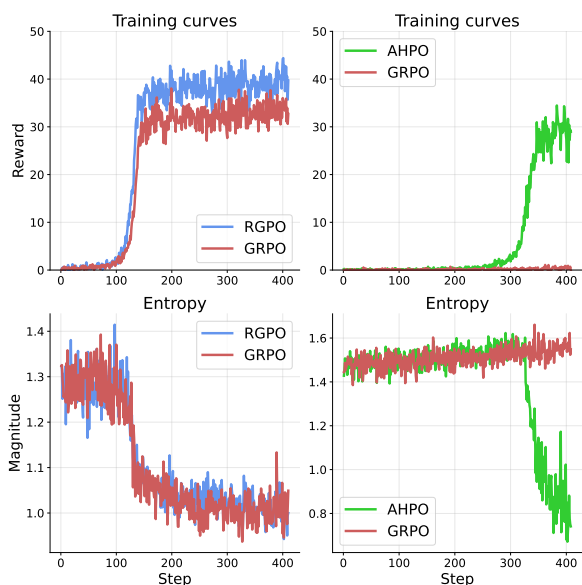 Training curves
50
40
30
20
10
0
Reward
0 100 200 300 400
RGPO
GRPO
Training curves
50
40
30
20
10
0
0 100 200 300 400
AHPO
GRPO
Entropy
1.4
1.3
1.2
1.1
1.0
Magnitude
0 100 200 300 400
Step
RGPO
GRPO
Entropy
1.6
1.4
1.2
1.0
0.8
0 100 200 300 400
Step
AHPO
GRPO